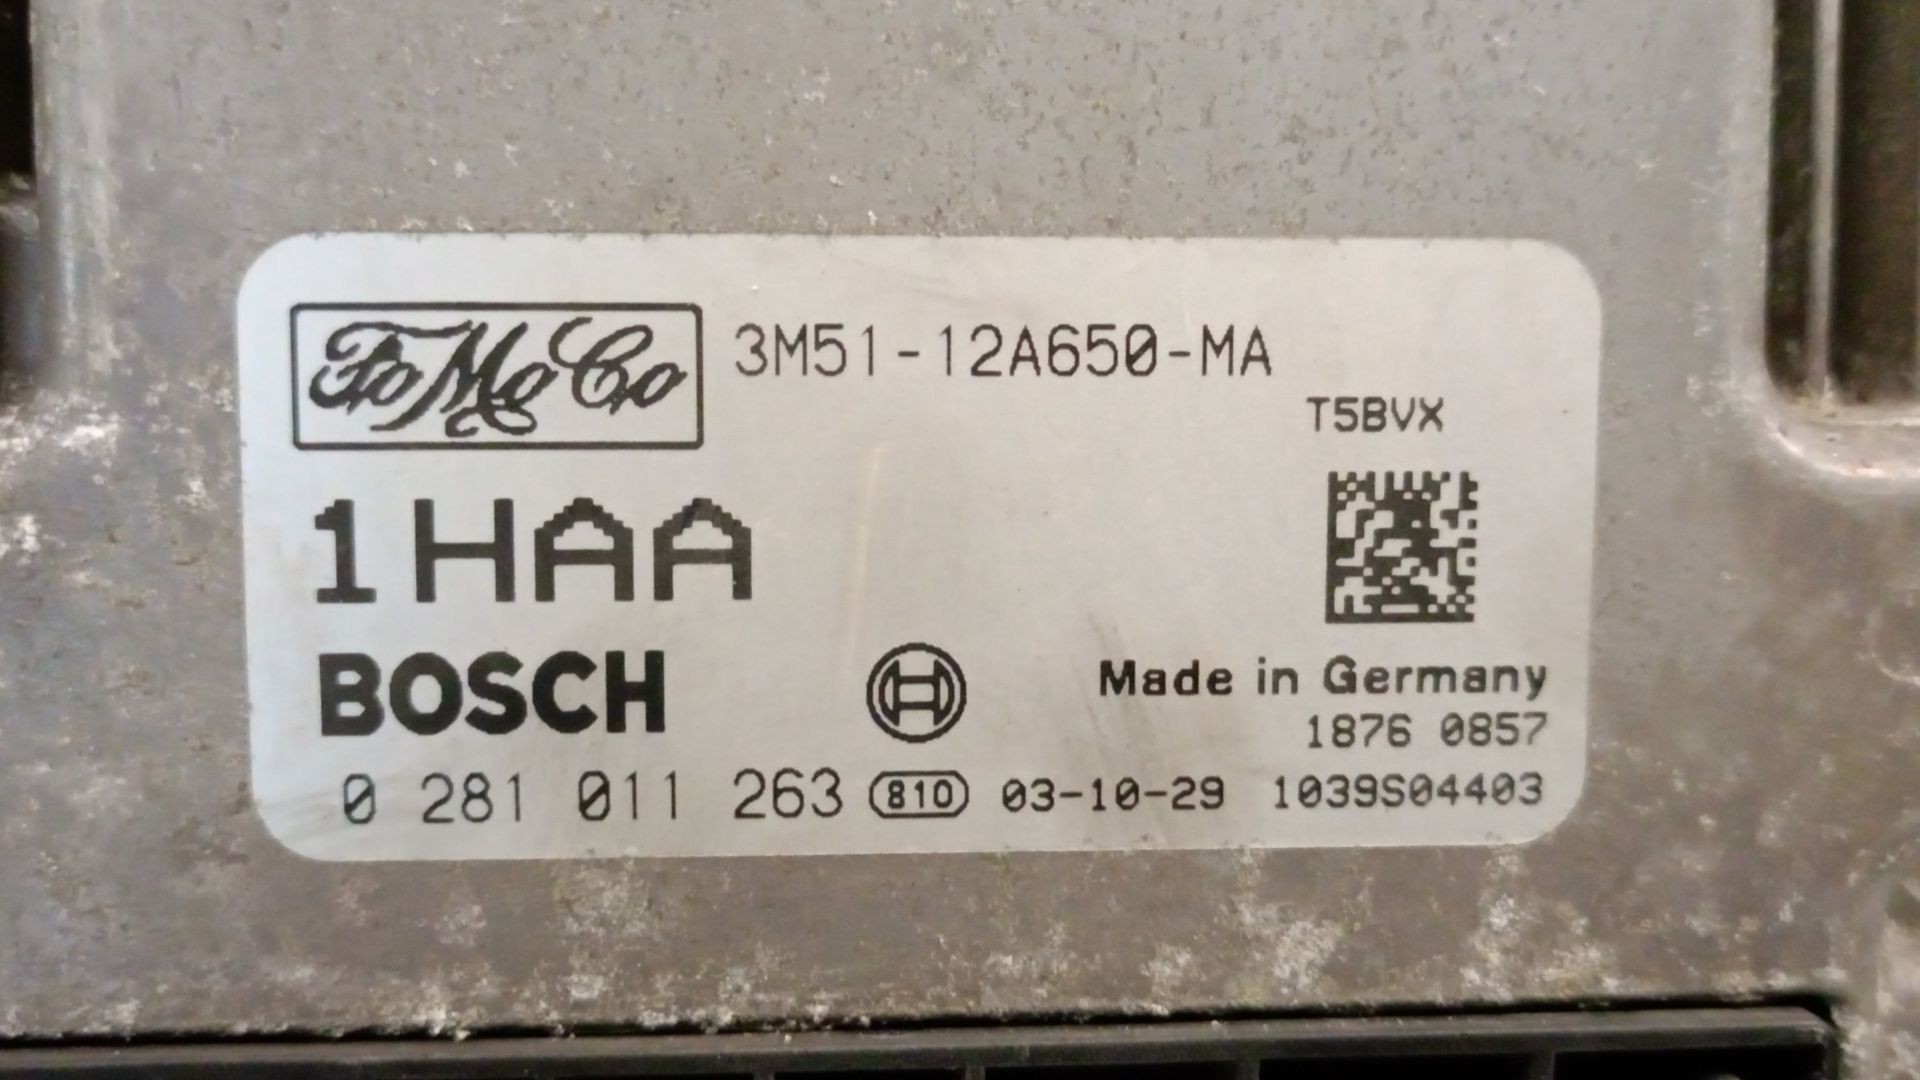 FoMoCo 3M51-12A650-MA
T5BVX
1HAA
BOSCH
Made in Germany
1876 0857
0 281 011 263 810 03-10-29 1039S04403